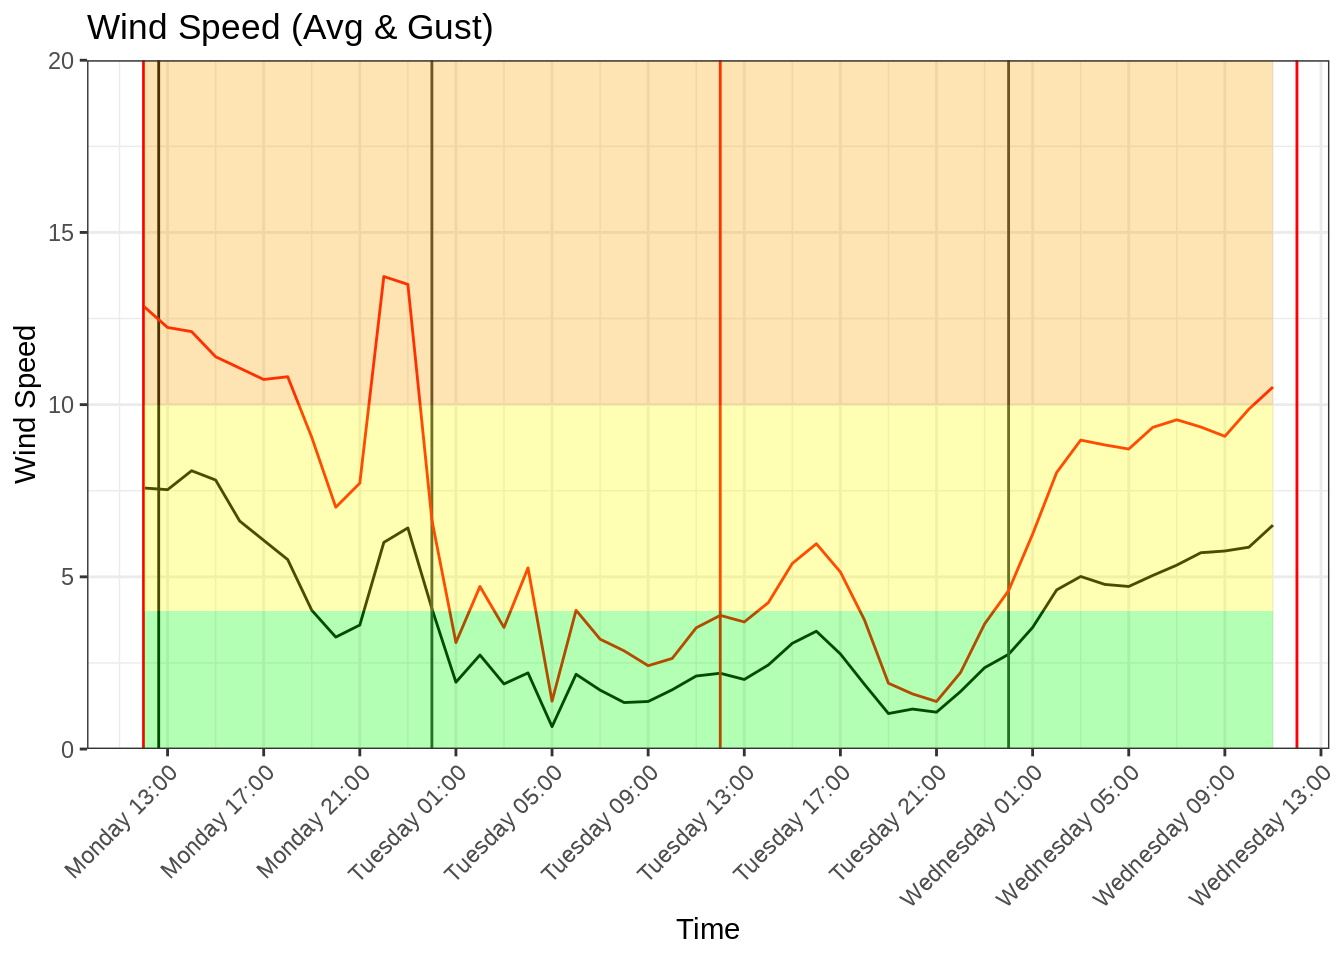 Wind Speed (Avg & Gust)
20
15
10
5
0
Wind Speed
Monday 13:00
Monday 17:00
Monday 21:00
Tuesday 01:00
Tuesday 05:00
Tuesday 09:00
Tuesday 13:00
Tuesday 17:00
Tuesday 21:00
Wednesday 01:00
Wednesday 05:00
Wednesday 09:00
Wednesday 13:00
Time